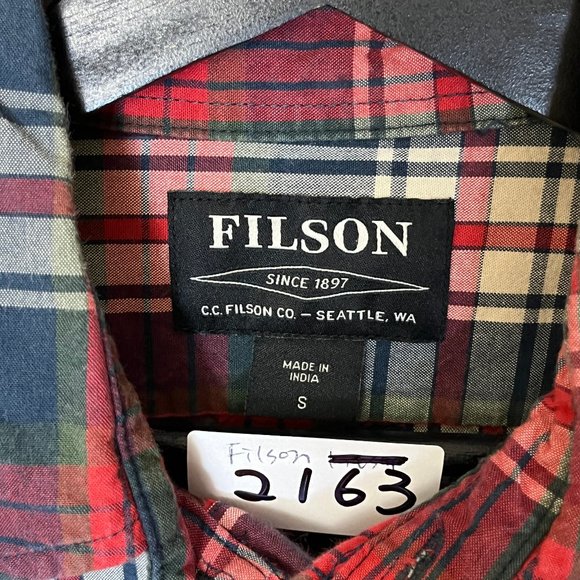 FILSON
SINCE 1897
C.C. FILSON CO. — SEATTLE, WA
MADE IN
INDIA
S
Filson
2163